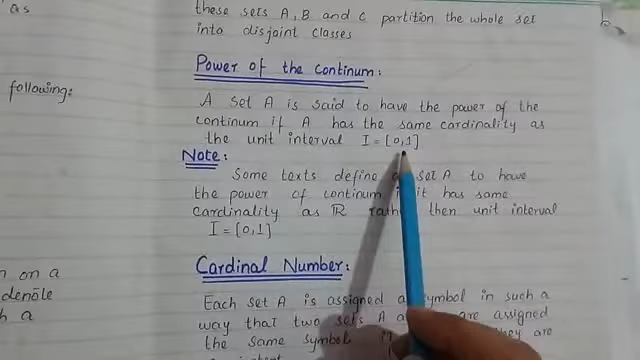 as
following:
n on a
denote
h a
these sets A, B and C partition the whole set
into disjoint classes
Power of the continum:
A set A is said to have the power of the
continum if A has the same cardinality as
the unit interval I = [0,1]
Note:
Some texts define a set A to have
the power of continum it has same
cardinality as R rather then unit interval
I = [0,1]
Cardinal Number:
Each set A is assigned a symbol in such a
way that two sets A are assigned
the same symbol they are